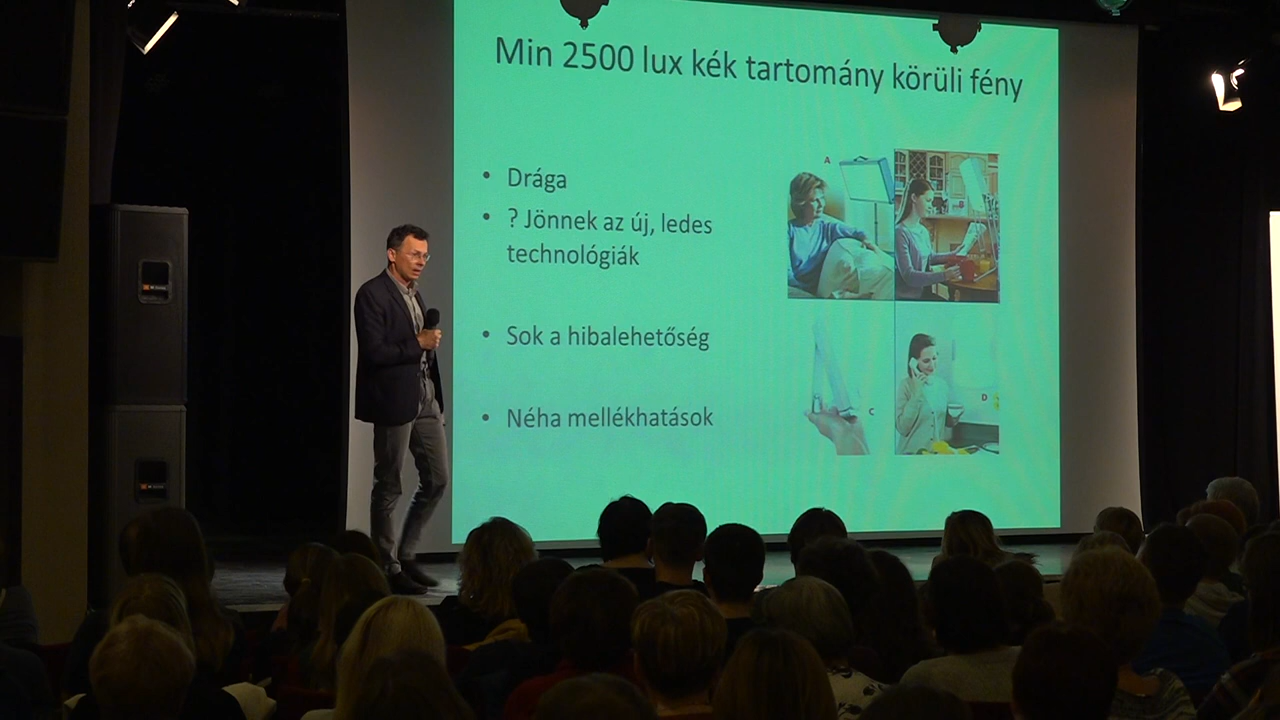 Min 2500 lux kék tartomány körüli fény
• Drága
• ? Jönnek az új, ledes
technológiák
• Sok a hibalehetőség
• Néha mellékhatások
A
C
D